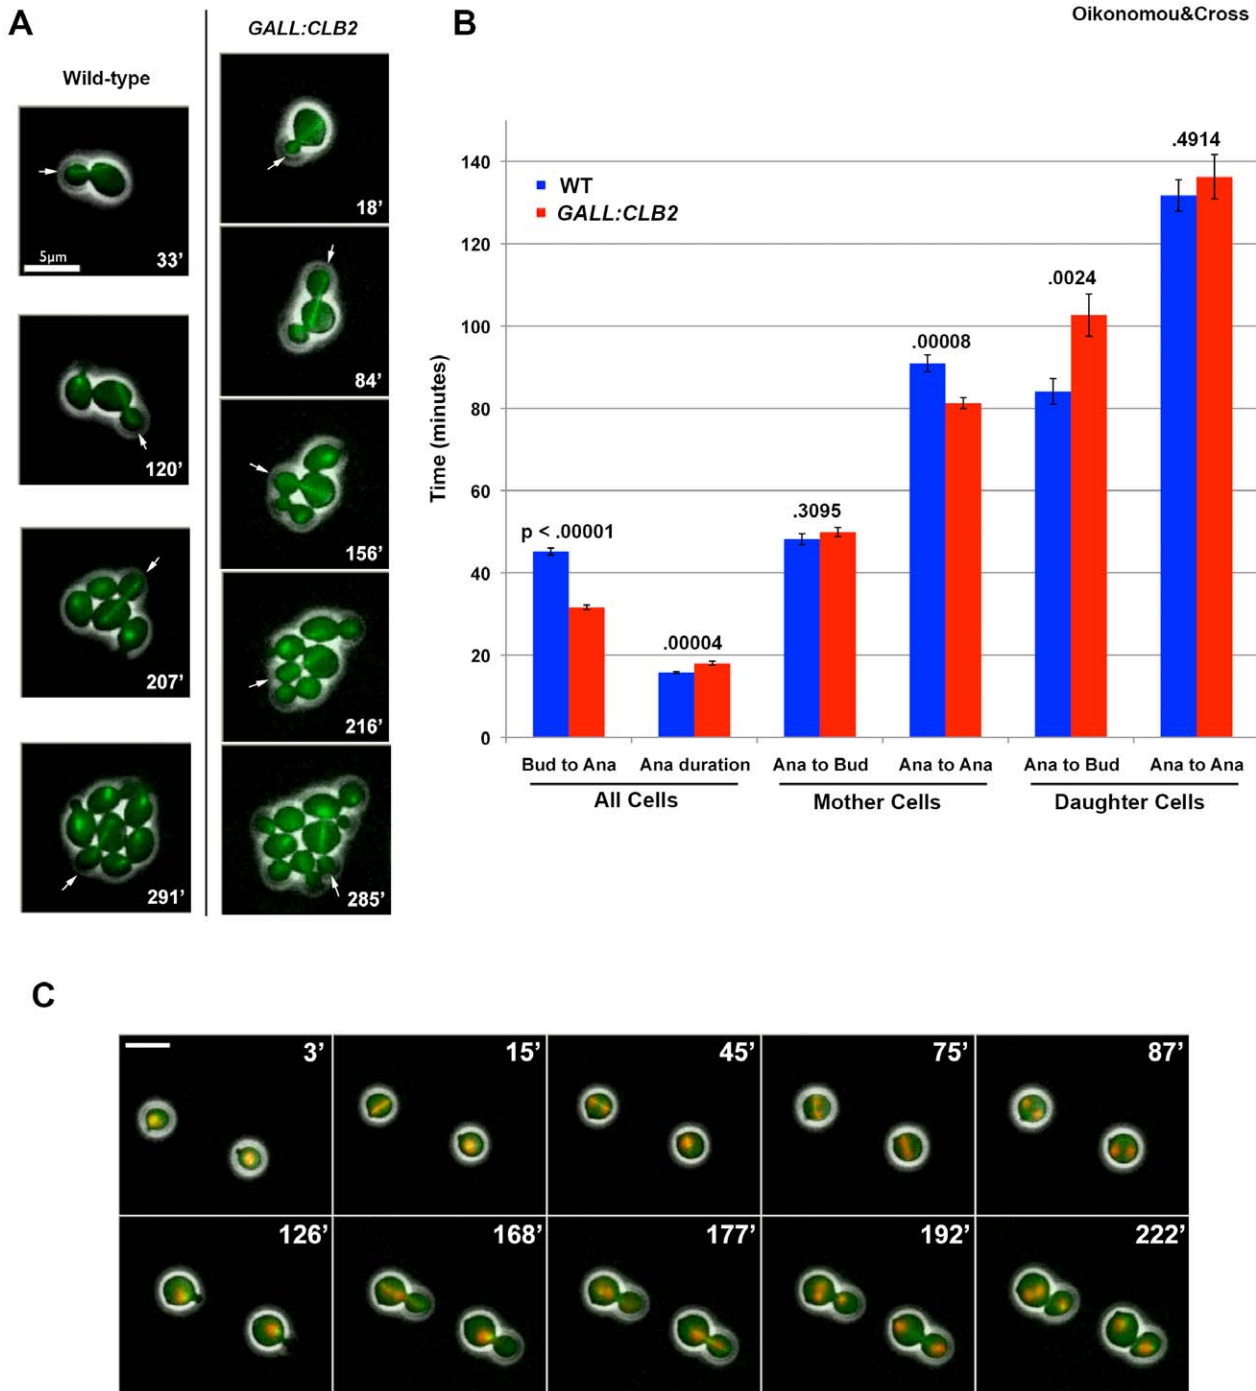 A
GALL:CLB2
B
Oikonomou&Cross
Wild-type
33’
5µm
120’
207’
291’
18’
84’
156’
216’
285’
Time (minutes)
140
120
100
80
60
40
20
0
WT
GALL:CLB2
p < .00001
.00004
.3095
.00008
.0024
.4914
Bud to Ana
Ana duration
Ana to Bud
Ana to Ana
Ana to Bud
Ana to Ana
All Cells
Mother Cells
Daughter Cells
C
3’
15’
45’
75’
87’
126’
168’
177’
192’
222’